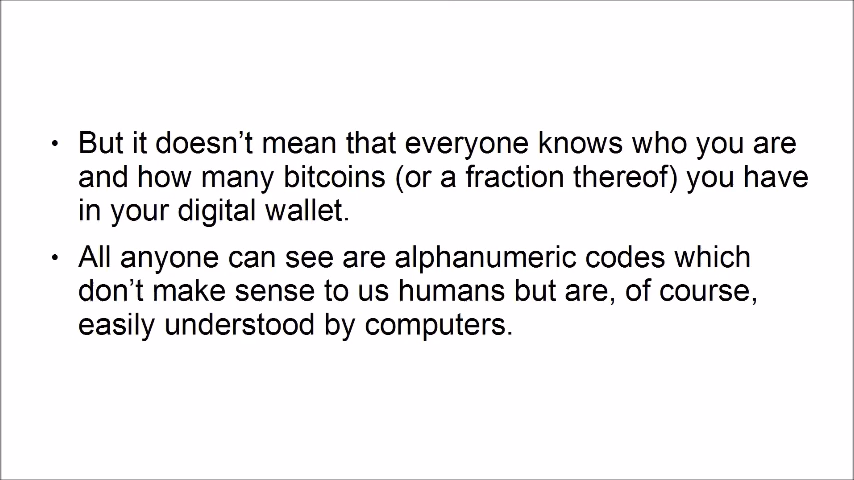 • But it doesn’t mean that everyone knows who you are
and how many bitcoins (or a fraction thereof) you have
in your digital wallet.
• All anyone can see are alphanumeric codes which
don’t make sense to us humans but are, of course,
easily understood by computers.